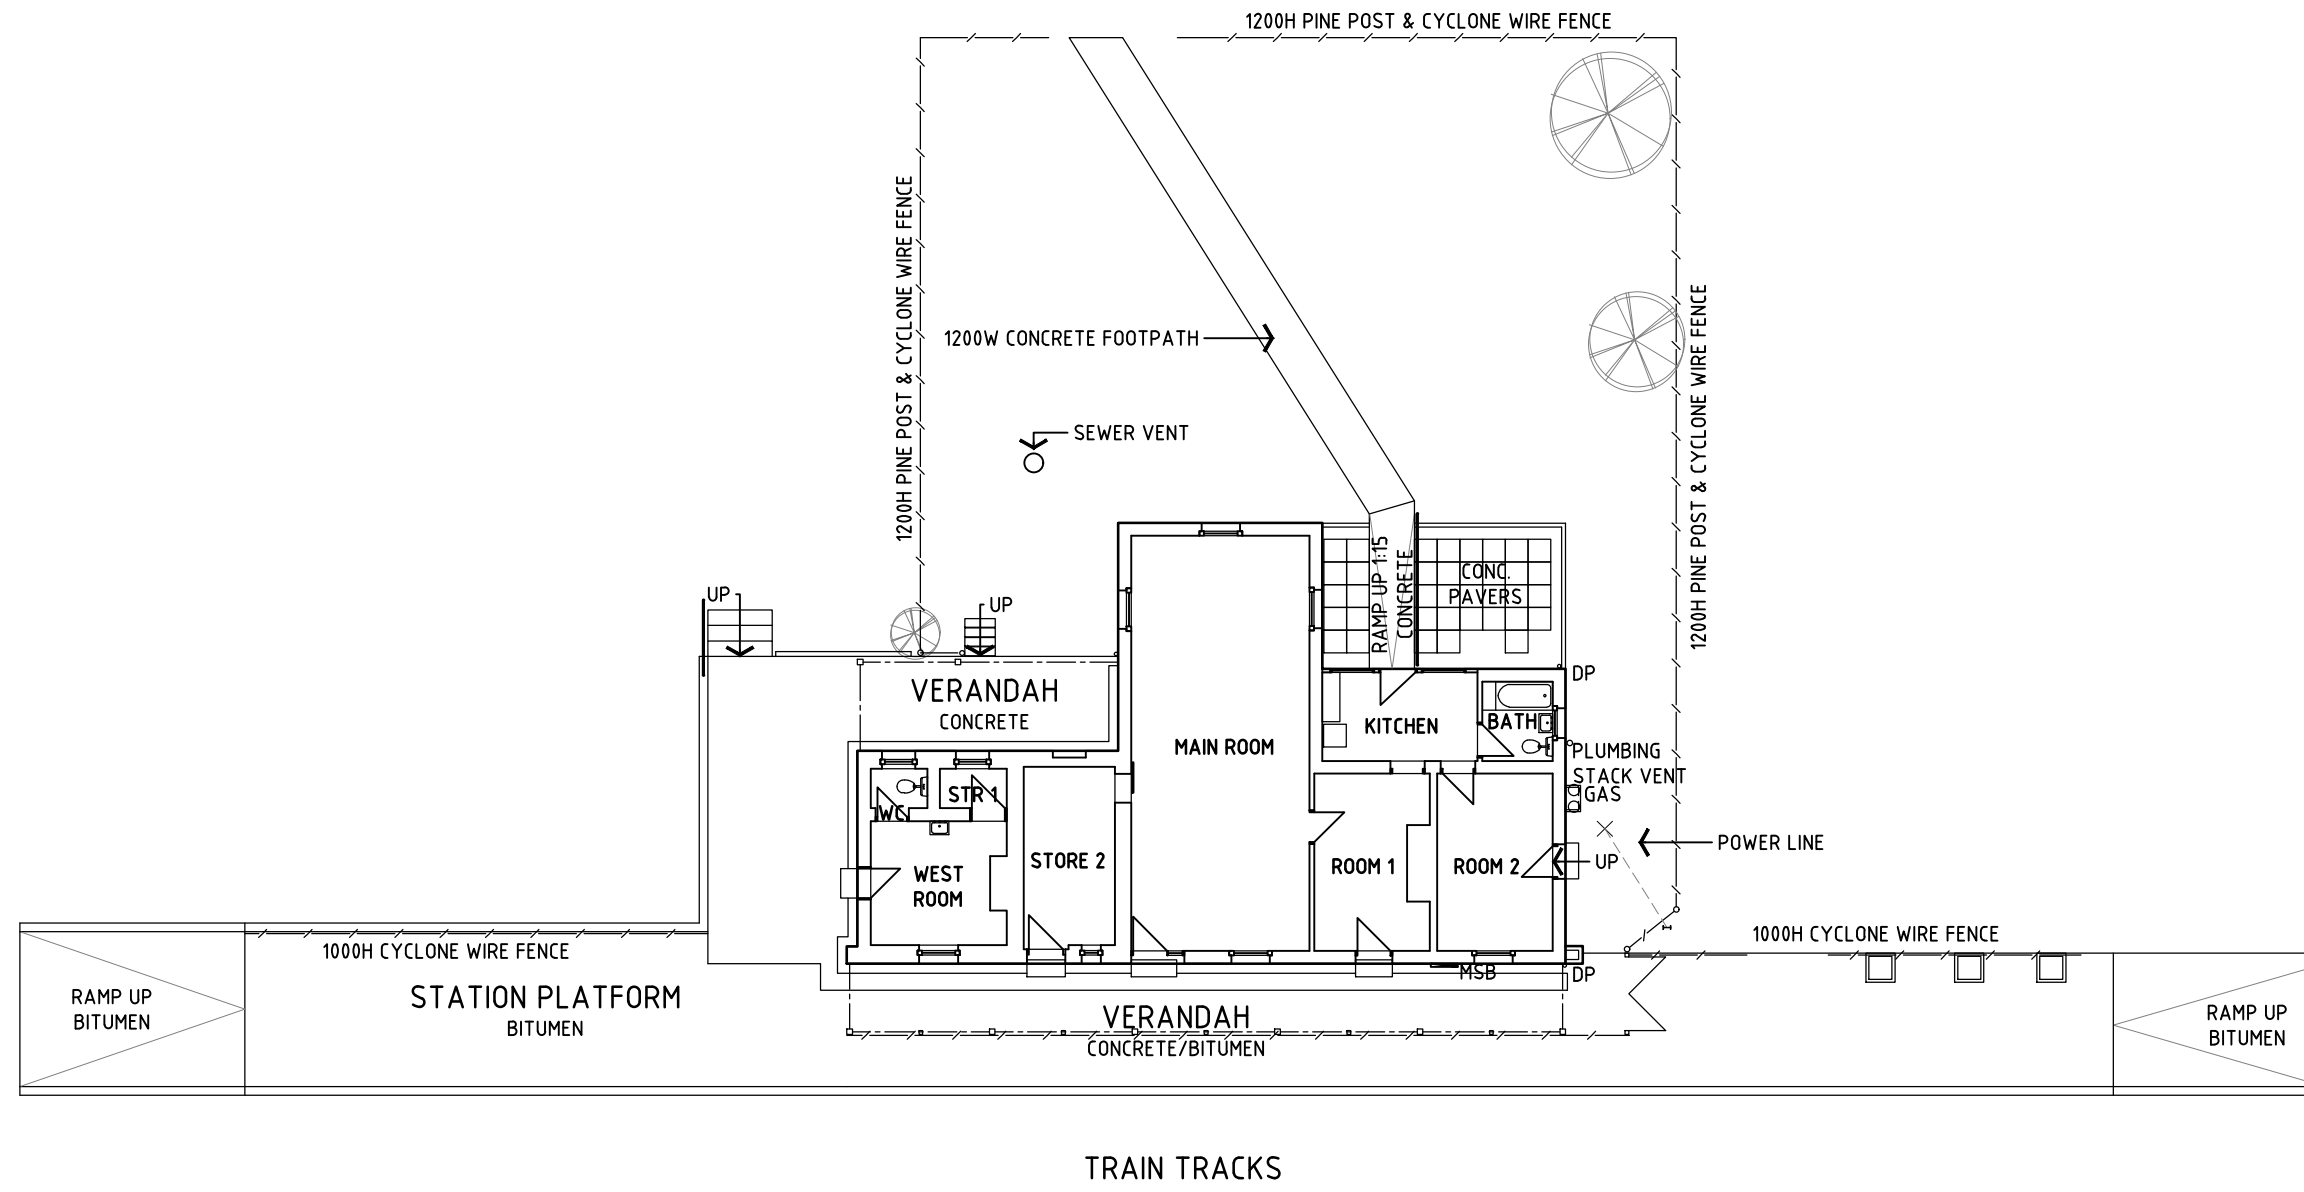 1200H PINE POST & CYCLONE WIRE FENCE
1200H PINE POST & CYCLONE WIRE FENCE
1200H PINE POST & CYCLONE WIRE FENCE
1200W CONCRETE FOOTPATH
SEWER VENT
UP
UP
RAMP UP 1:15
CONCRETE
CONC.
PAVERS
DP
VERANDAH
CONCRETE
MAIN ROOM
KITCHEN
BATH
PLUMBING
STACK VENT
GAS
WC
STR 1
POWER LINE
WEST
ROOM
STORE 2
ROOM 1
ROOM 2
UP
1000H CYCLONE WIRE FENCE
1000H CYCLONE WIRE FENCE
MSB
DP
RAMP UP
BITUMEN
STATION PLATFORM
BITUMEN
VERANDAH
CONCRETE/BITUMEN
RAMP UP
BITUMEN
TRAIN TRACKS